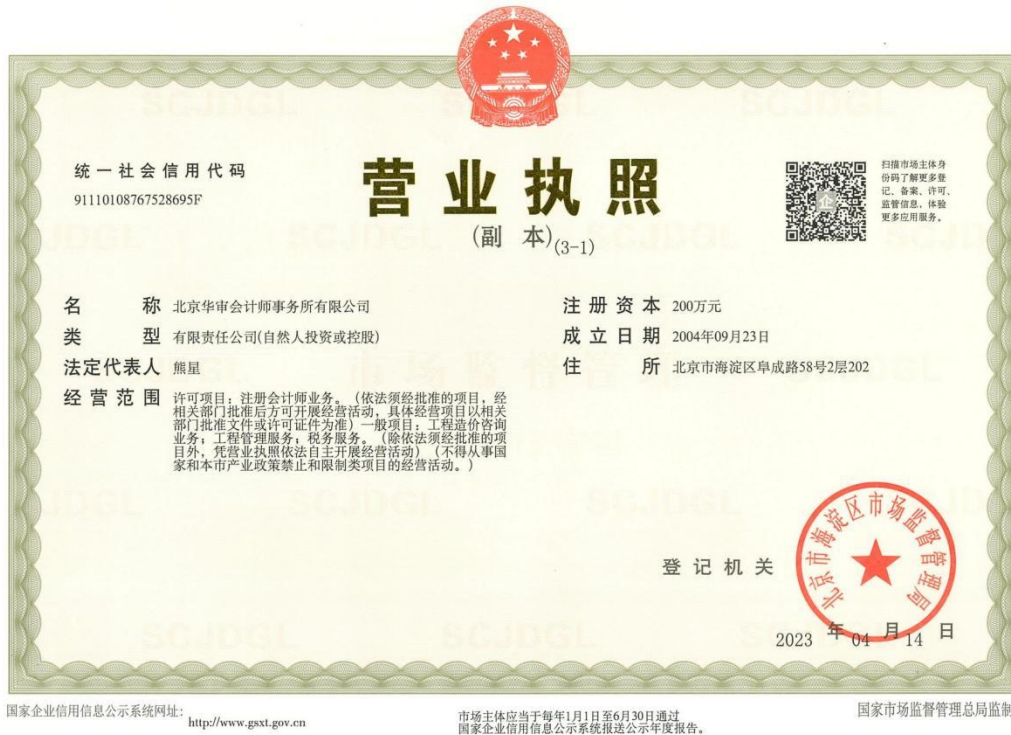 统一社会信用代码
91110108767528695F
营业执照
(副 本)(3-1)
扫描市场主体身
份码了解更多登
记、备案、许可、
监管信息，体验
更多应用服务。
名 称 北京华审会计师事务所有限公司
类 型 有限责任公司(自然人投资或控股)
法定代表人 熊星
经营范围 许可项目：注册会计师业务。（依法须经批准的项目，经
相关部门批准后方可开展经营活动，具体经营项目以相关
部门批准文件或许可证件为准）一般项目：工程造价咨询
业务；工程管理服务；税务服务。（除依法须经批准的项
目外，凭营业执照依法自主开展经营活动）（不得从事国
家和本市产业政策禁止和限制类项目的经营活动。）
注册资本 200万元
成立日期 2004年09月23日
住 所 北京市海淀区阜成路58号2层202
登记机关
北京市海淀区市场监督管理局
2023 年 04 月 14 日
国家企业信用信息公示系统网址：
http://www.gsxt.gov.cn
市场主体应当于每年1月1日至6月30日通过
国家企业信用信息公示系统报送公示年度报告。
国家市场监督管理总局监制
SCJDGL
市场监督管理